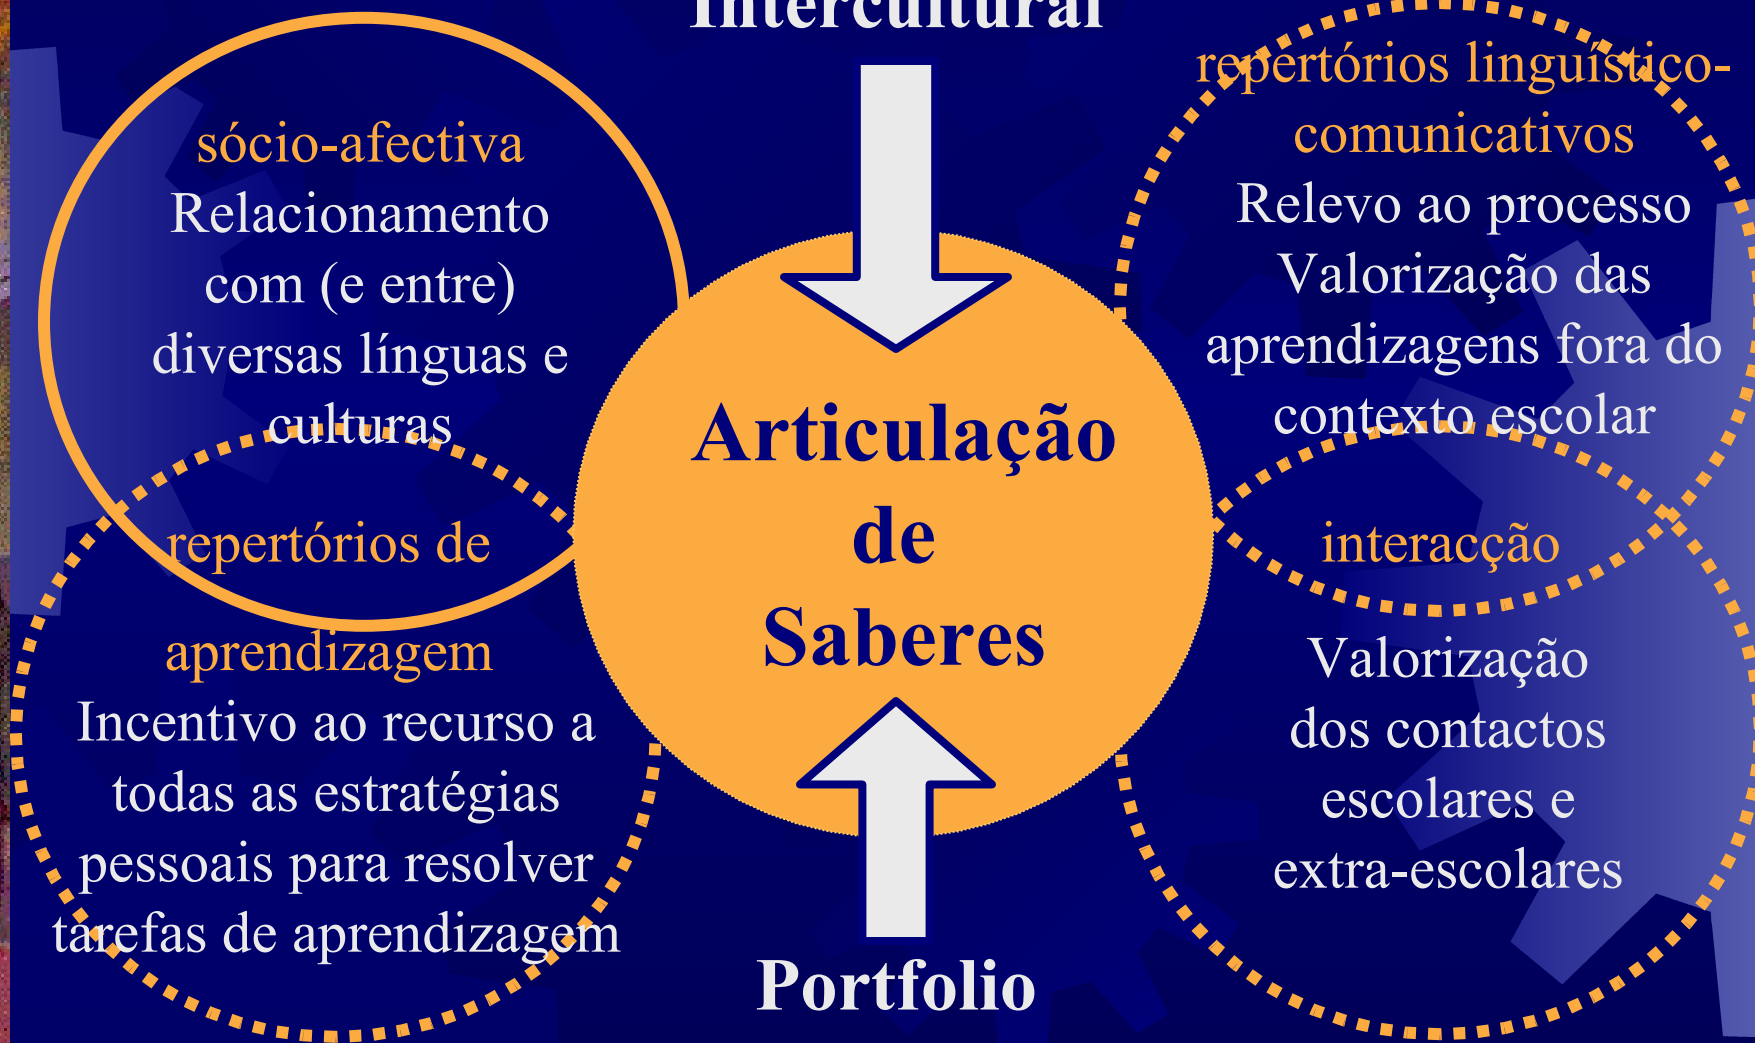 Intercultural
sócio-afectiva
Relacionamento
com (e entre)
diversas línguas e
culturas
repertórios linguístico-
comunicativos
Relevo ao processo
Valorização das
aprendizagens fora do
contexto escolar
Articulação
de
Saberes
repertórios de
aprendizagem
Incentivo ao recurso a
todas as estratégias
pessoais para resolver
tarefas de aprendizagem
interacção
Valorização
dos contactos
escolares e
extra-escolares
Portfolio